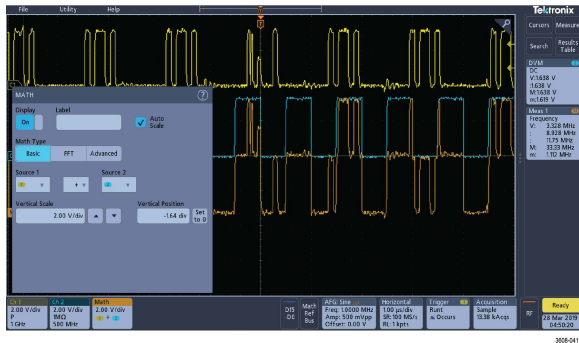 File Utility Help
Tektronix
Cursors Measure
Search Results Table
DVM
DC
V:1.638 V
:1.638 V
M:1.638 V
m:1.619 V
Meas 1
Frequency
V: 3.328 MHz
8.928 MHz
11.75 MHz
M: 33.33 MHz
m: 1.112 MHz
MATH
Display Label
On
Auto Scale
Math Type
Basic FFT Advanced
Source 1 Source 2
+
Vertical Scale Vertical Position
2.00 V/div -1.64 div Set to 0
Ch 1
2.00 V/div
P
1 GHz
Ch 2
2.00 V/div
1MΩ
500 MHz
Math
2.00 V/div
+
D15
D0
Math
Ref
Bus
AFG: Sine
Freq: 1.0000 MHz
Amp: 500 mVpp
Offset: 0.00 V
Horizontal
1.00 µs/div
SR: 100 MS/s
RL: 1 kpts
Trigger
Runt
Occurs
Acquisition
Sample
13.38 kAcqs
RF
Ready
28 Mar 2019
04:50:20
3608-041